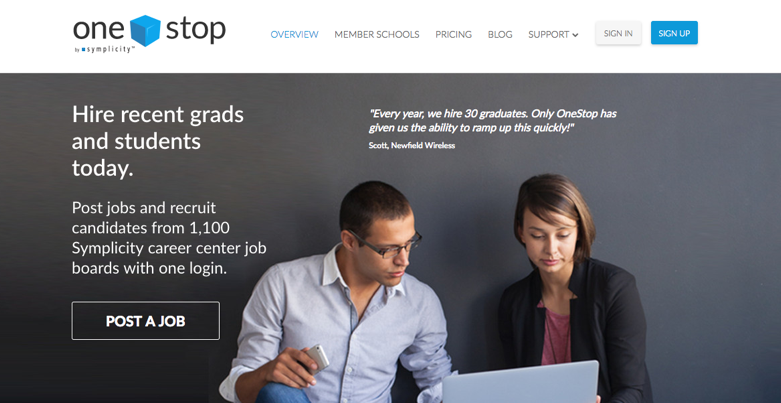 one stop
by symplicity™
OVERVIEW
MEMBER SCHOOLS
PRICING
BLOG
SUPPORT
SIGN IN
SIGN UP
Hire recent grads
and students
today.
"Every year, we hire 30 graduates. Only OneStop has
given us the ability to ramp up this quickly!"
Scott, Newfield Wireless
Post jobs and recruit
candidates from 1,100
Symplicity career center job
boards with one login.
POST A JOB